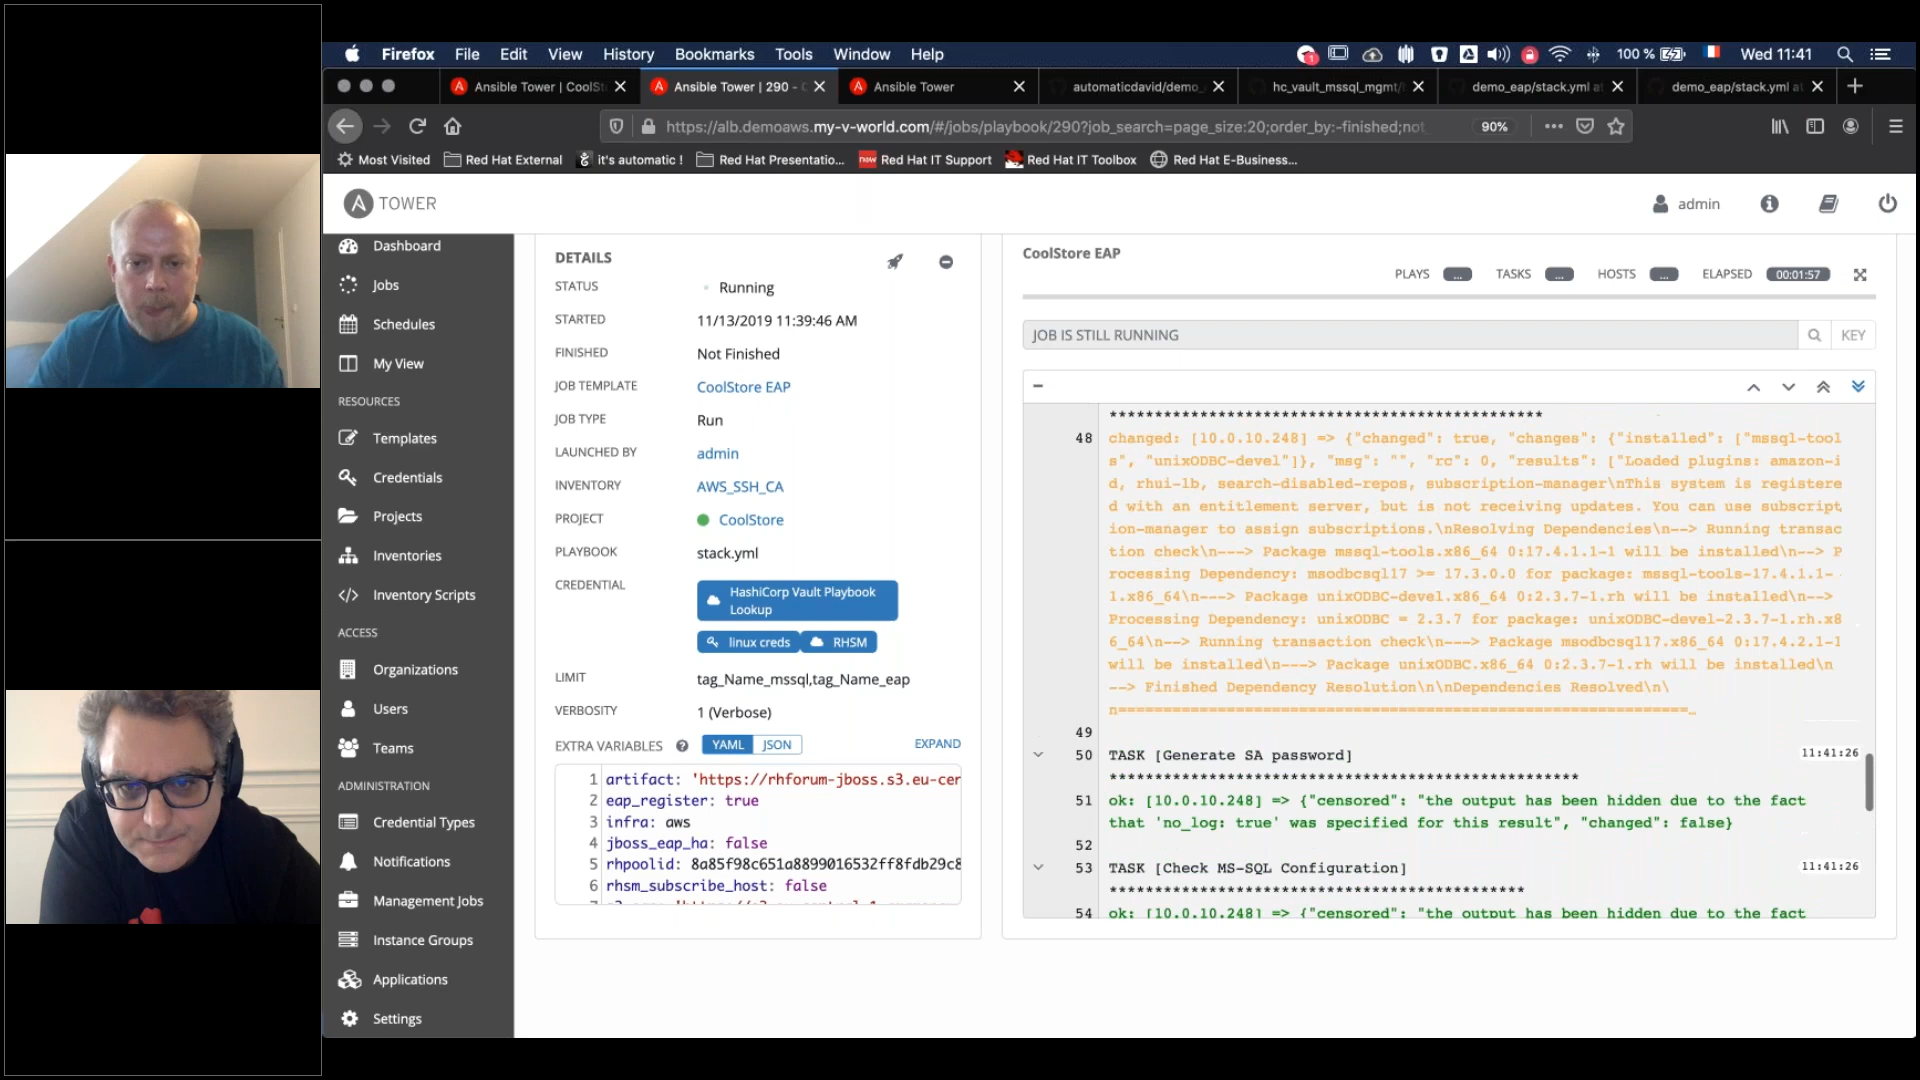 Firefox File Edit View History Bookmarks Tools Window Help
100 % Wed 11:41
Ansible Tower | CoolSt
Ansible Tower | 290 - C
Ansible Tower
automaticdavid/demo_
hc_vault_mssql_mgmt/
demo_eap/stack.yml at
demo_eap/stack.yml at
https://alb.demoaws.my-v-world.com/#/jobs/playbook/290?job_search=page_size:20;order_by:-finished;not_
90%
Most Visited Red Hat External it's automatic ! Red Hat Presentatio... Red Hat IT Support Red Hat IT Toolbox Red Hat E-Business...
A TOWER
admin
Dashboard
Jobs
Schedules
My View
RESOURCES
Templates
Credentials
Projects
Inventories
Inventory Scripts
ACCESS
Organizations
Users
Teams
ADMINISTRATION
Credential Types
Notifications
Management Jobs
Instance Groups
Applications
Settings
DETAILS
STATUS Running
STARTED 11/13/2019 11:39:46 AM
FINISHED Not Finished
JOB TEMPLATE CoolStore EAP
JOB TYPE Run
LAUNCHED BY admin
INVENTORY AWS_SSH_CA
PROJECT CoolStore
PLAYBOOK stack.yml
CREDENTIAL HashiCorp Vault Playbook
Lookup
linux creds RHSM
LIMIT tag_Name_mssql,tag_Name_eap
VERBOSITY 1 (Verbose)
EXTRA VARIABLES ? YAML JSON EXPAND
1 artifact: 'https://rhforum-jboss.s3.eu-cer
2 eap_register: true
3 infra: aws
4 jboss_eap_ha: false
5 rhpoolid: 8a85f98c651a8899016532ff8fdb29c8
6 rhsm_subscribe_host: false
CoolStore EAP
PLAYS ... TASKS ... HOSTS ... ELAPSED 00:01:57
JOB IS STILL RUNNING KEY
************************************************
48 changed: [10.0.10.248] => {"changed": true, "changes": {"installed": ["mssql-tool
s", "unixODBC-devel"]}, "msg": "", "rc": 0, "results": ["Loaded plugins: amazon-i
d, rhui-lb, search-disabled-repos, subscription-manager\nThis system is registere
d with an entitlement server, but is not receiving updates. You can use subscript
ion-manager to assign subscriptions.\nResolving Dependencies\n--> Running transac
tion check\n---> Package mssql-tools.x86_64 0:17.4.1.1-1 will be installed\n--> P
rocessing Dependency: msodbcsql17 >= 17.3.0.0 for package: mssql-tools-17.4.1.1-
1.x86_64\n---> Package unixODBC-devel.x86_64 0:2.3.7-1.rh will be installed\n-->
Processing Dependency: unixODBC = 2.3.7 for package: unixODBC-devel-2.3.7-1.rh.x8
6_64\n--> Running transaction check\n---> Package msodbcsql17.x86_64 0:17.4.2.1-1
will be installed\n---> Package unixODBC.x86_64 0:2.3.7-1.rh will be installed\n
--> Finished Dependency Resolution\n\nDependencies Resolved\n\
n================================================================…
49
50 TASK [Generate SA password] 11:41:26
****************************************************
51 ok: [10.0.10.248] => {"censored": "the output has been hidden due to the fact
that 'no_log: true' was specified for this result", "changed": false}
52
53 TASK [Check MS-SQL Configuration] 11:41:26
**********************************************
54 ok: [10.0.10.248] => {"censored": "the output has been hidden due to the fact